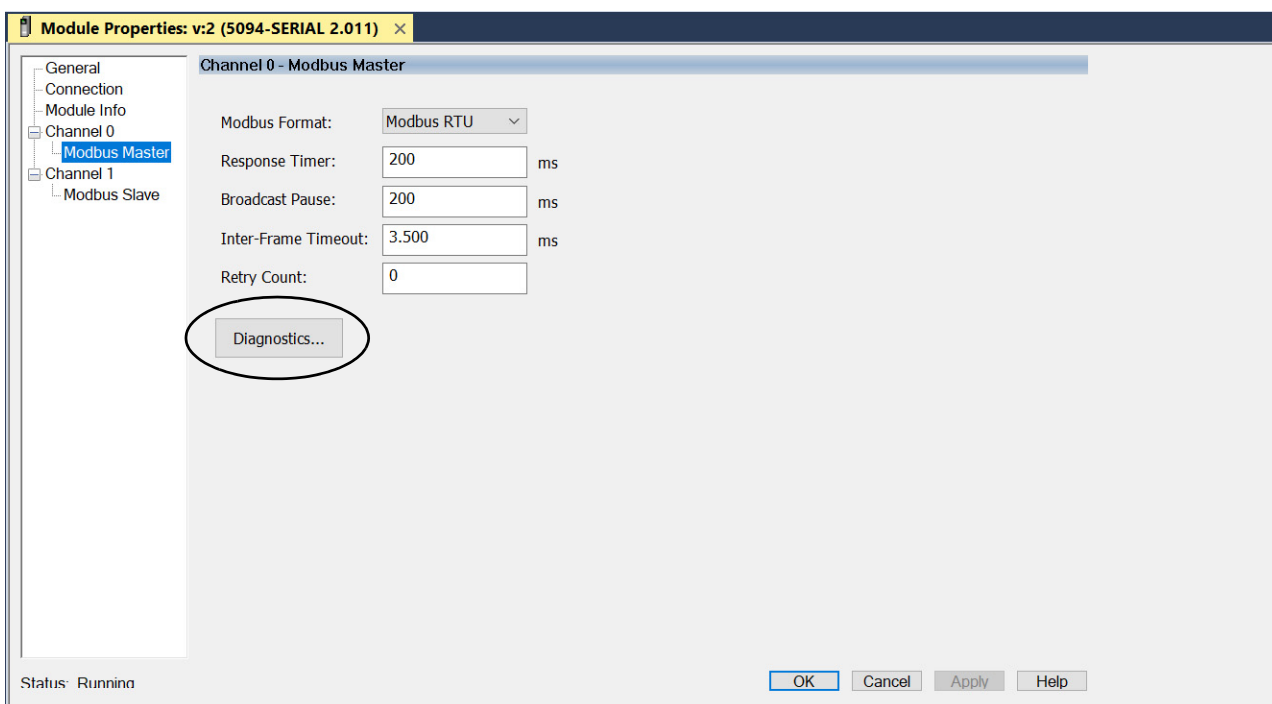 Module Properties: v:2 (5094-SERIAL 2.011) ×
General
Connection
Module Info
Channel 0
Modbus Master
Channel 1
Modbus Slave
Channel 0 - Modbus Master
Modbus Format: Modbus RTU
Response Timer: 200 ms
Broadcast Pause: 200 ms
Inter-Frame Timeout: 3.500 ms
Retry Count: 0
Diagnostics...
Status: Running
OK Cancel Apply Help